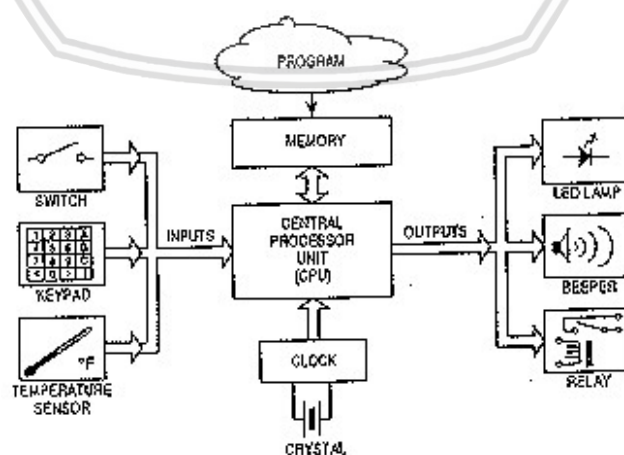 PROGRAM
MEMORY
SWITCH
KEYPAD
°F
TEMPERATURE
SENSOR
INPUTS
CENTRAL
PROCESSOR
UNIT
(CPU)
OUTPUTS
CLOCK
CRYSTAL
LED LAMP
BEEPER
RELAY